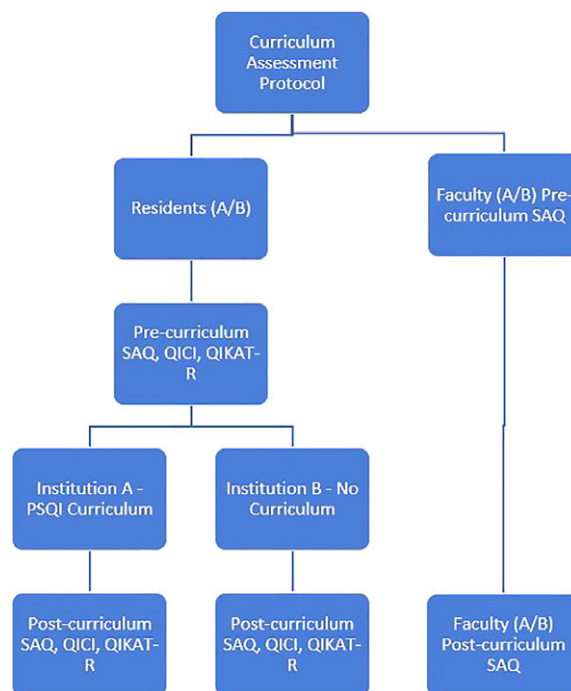 Curriculum
Assessment
Protocol
Residents (A/B)
Faculty (A/B) Pre-
curriculum SAQ
Pre-curriculum
SAQ, QICI, QIKAT-
R
Institution A -
PSQI Curriculum
Institution B - No
Curriculum
Post-curriculum
SAQ, QICI, QIKAT-
R
Post-curriculum
SAQ, QICI, QIKAT-
R
Faculty (A/B)
Post-curriculum
SAQ